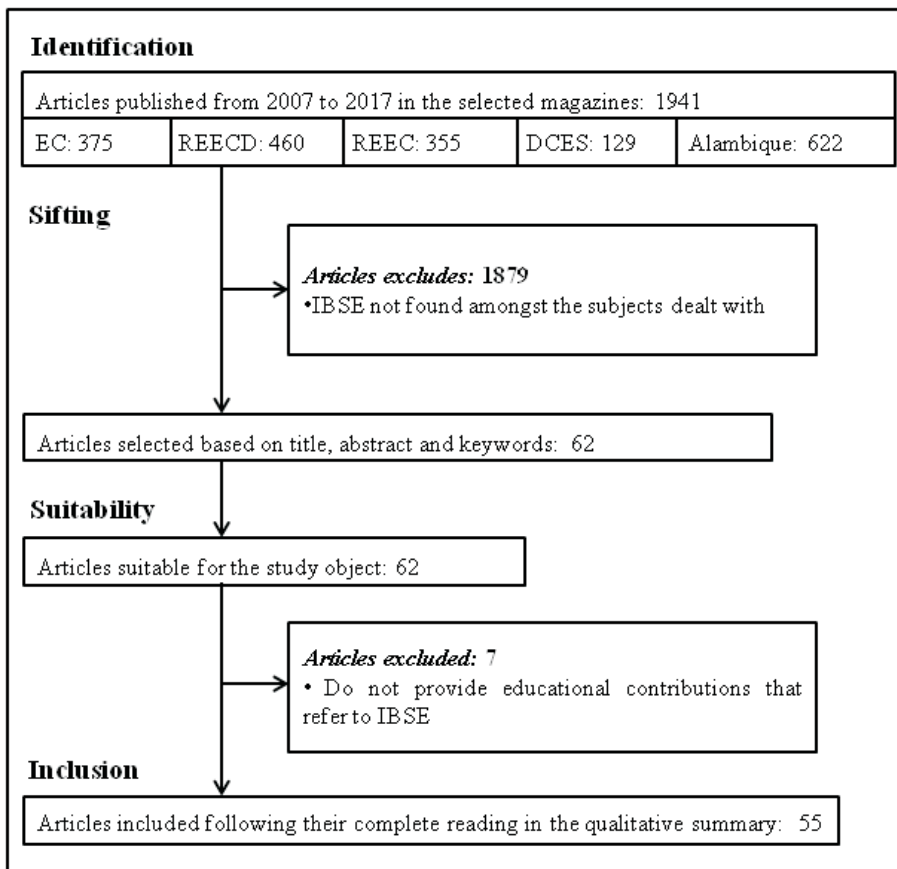 Identification
Articles published from 2007 to 2017 in the selected magazines: 1941
EC: 375 REECD: 460 REEC: 355 DCES: 129 Alambique: 622
Sifting
Articles excludes: 1879
•IBSE not found amongst the subjects dealt with
Articles selected based on title, abstract and keywords: 62
Suitability
Articles suitable for the study object: 62
Articles excluded: 7
• Do not provide educational contributions that
refer to IBSE
Inclusion
Articles included following their complete reading in the qualitative summary: 55